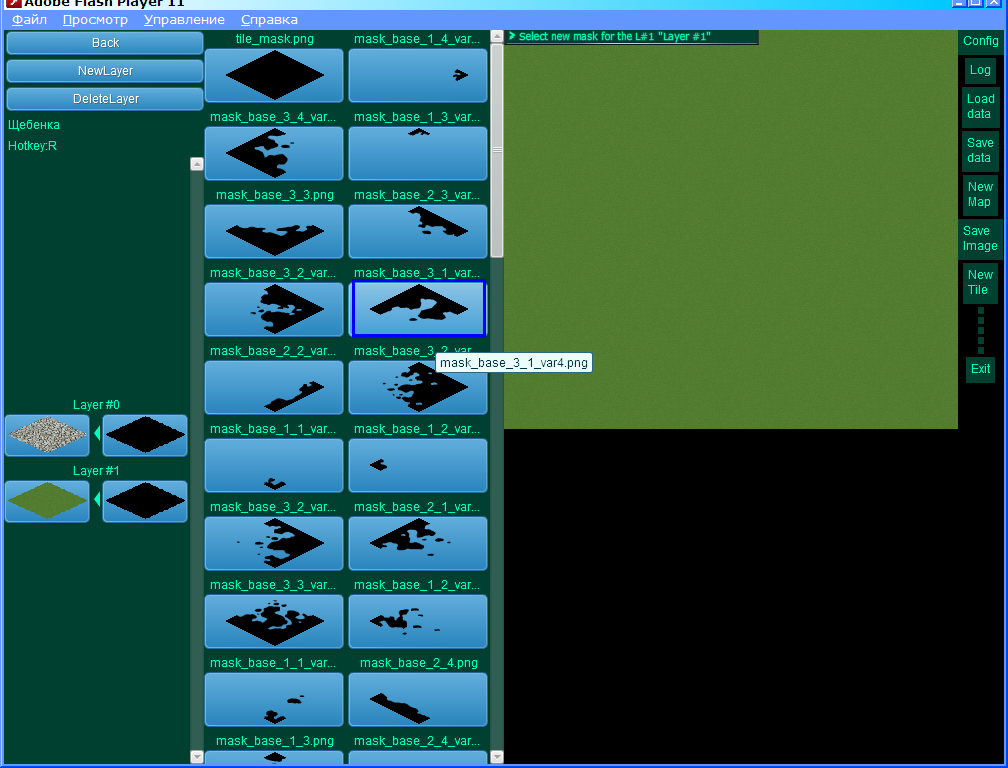 Adobe Flash Player 11
Файл Просмотр Управление Справка
Back
NewLayer
DeleteLayer
Щебенка
Hotkey:R
Layer #0
Layer #1
tile_mask.png
mask_base_1_4_var...
mask_base_3_4_var...
mask_base_1_3_var...
mask_base_3_3.png
mask_base_2_3_var...
mask_base_3_2_var...
mask_base_3_1_var...
mask_base_2_2_var...
mask_base_3_2_var...
mask_base_3_1_var4.png
mask_base_1_1_var...
mask_base_1_2_var...
mask_base_3_2_var...
mask_base_2_1_var...
mask_base_3_3_var...
mask_base_1_2_var...
mask_base_1_1_var...
mask_base_2_4.png
mask_base_1_3.png
mask_base_2_4_var...
> Select new mask for the L#1 "Layer #1"
Config
Log
Load
data
Save
data
New
Map
Save
Image
New
Tile
Exit